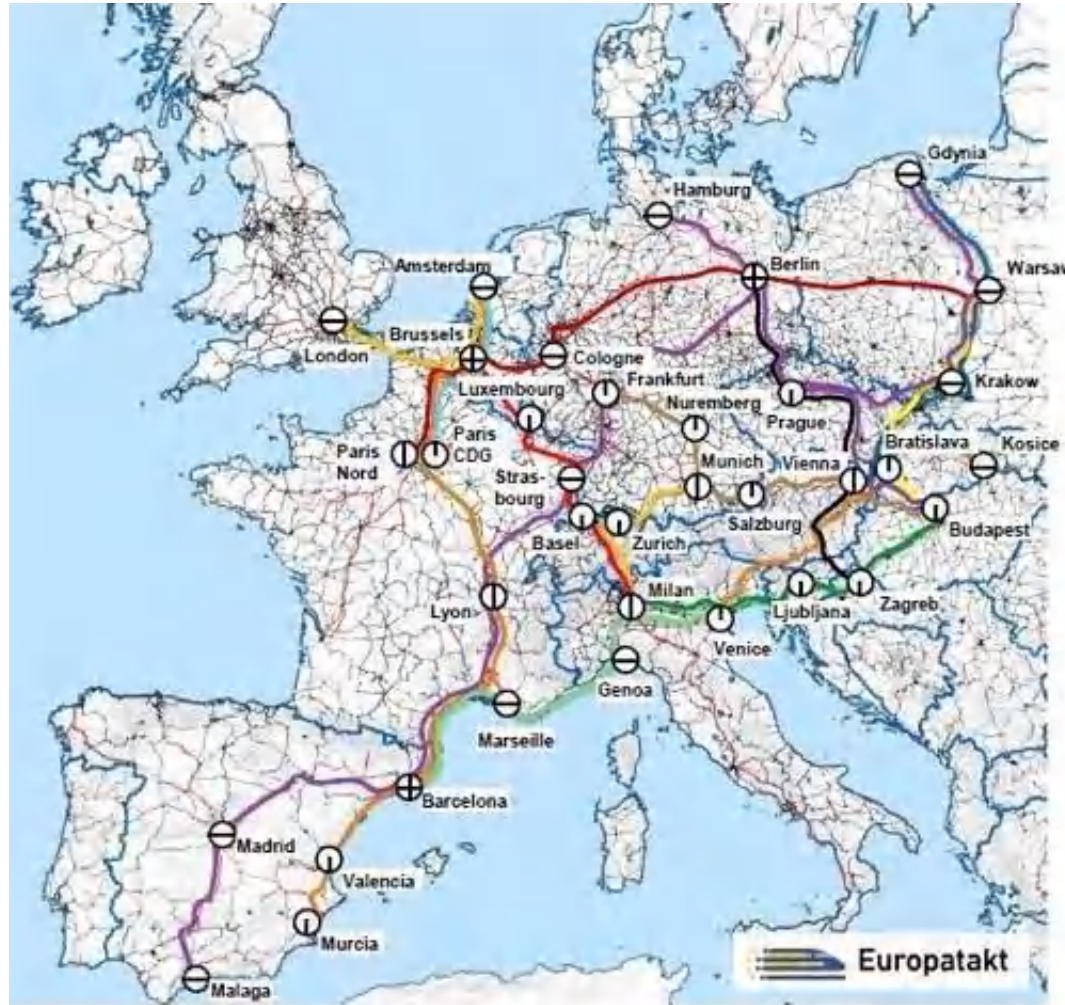 Gdynia
Hamburg
Berlin
Amsterdam
Warsaw
Brussels
London
Cologne
Luxembourg
Frankfurt
Krakow
Nuremberg
Prague
Paris
Nord
Paris
CDG
Bratislava
Kosice
Munich
Vienna
Stras-
bourg
Salzburg
Budapest
Basel
Zurich
Milan
Lyon
Ljubljana
Zagreb
Venice
Genoa
Marseille
Barcelona
Madrid
Valencia
Murcia
Malaga
Europatakt